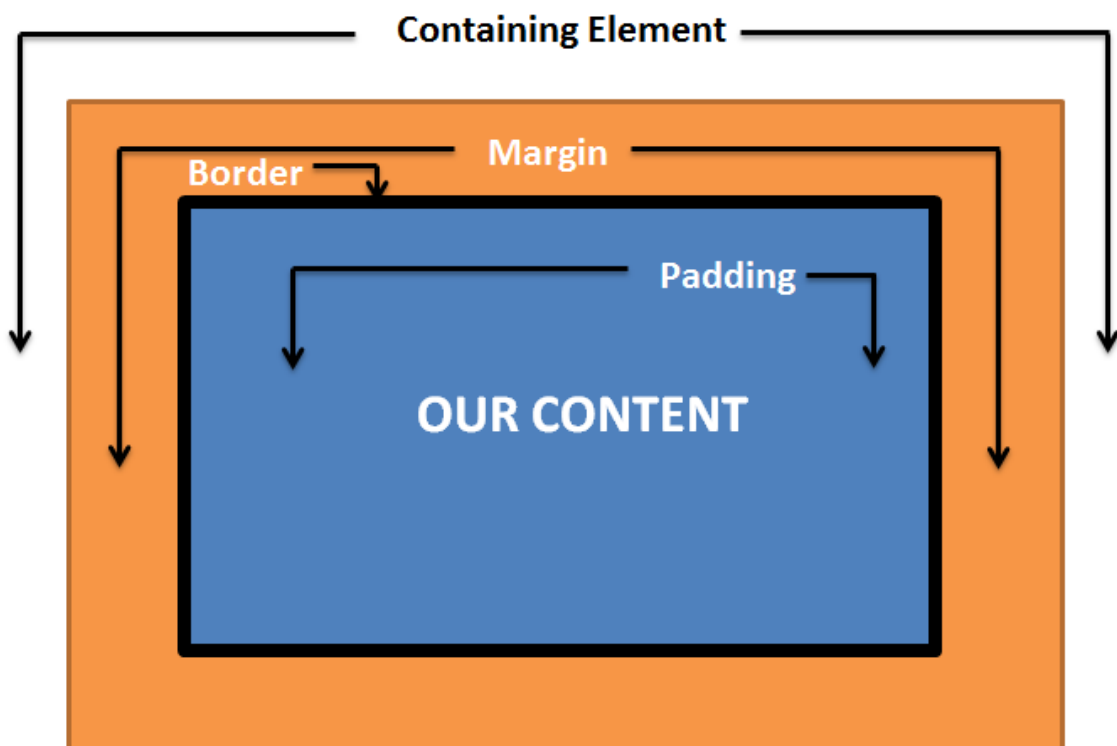 Containing Element
Margin
Border
Padding
OUR CONTENT